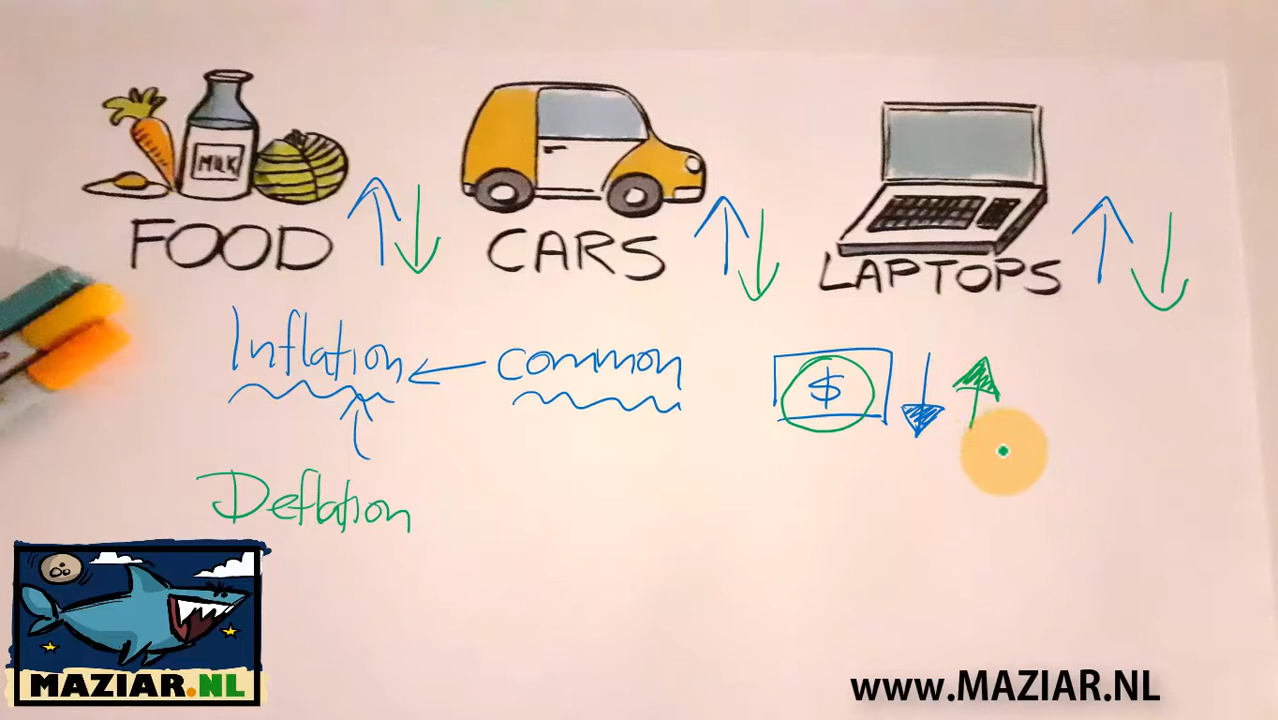 MILK
FOOD
CARS
LAPTOPS
Inflation ← common
$
Deflation
MAZIAR.NL
www.MAZIAR.NL